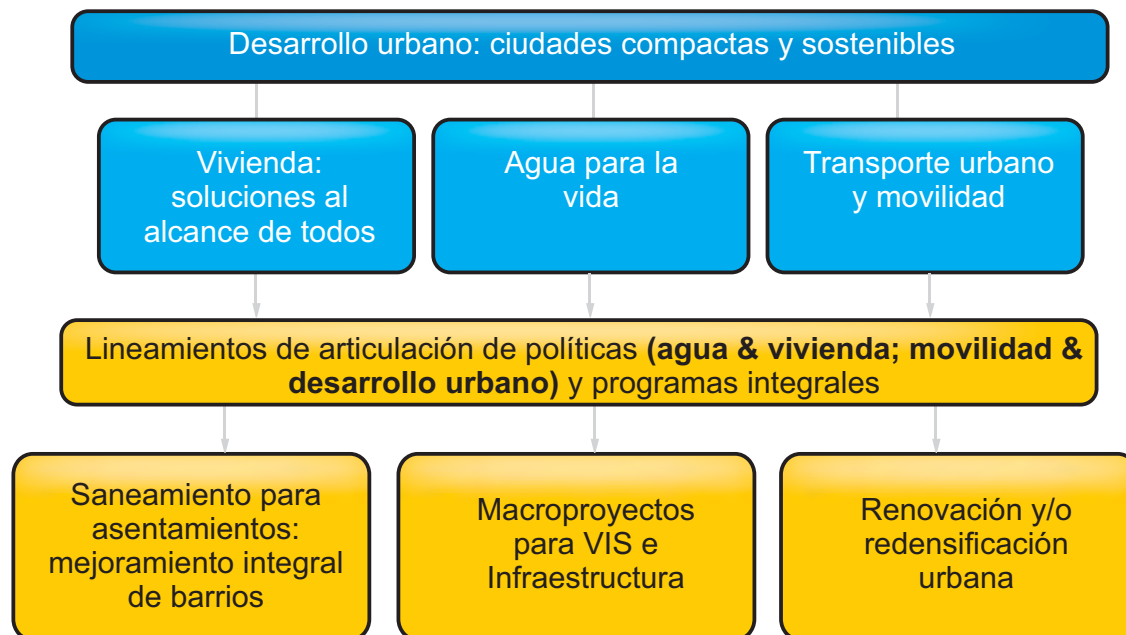 Desarrollo urbano: ciudades compactas y sostenibles
Vivienda:
soluciones al
alcance de todos
Agua para la
vida
Transporte urbano
y movilidad
Lineamientos de articulación de políticas (agua & vivienda; movilidad &
desarrollo urbano) y programas integrales
Saneamiento para
asentamientos:
mejoramiento integral
de barrios
Macroproyectos
para VIS e
Infraestructura
Renovación y/o
redensificación
urbana